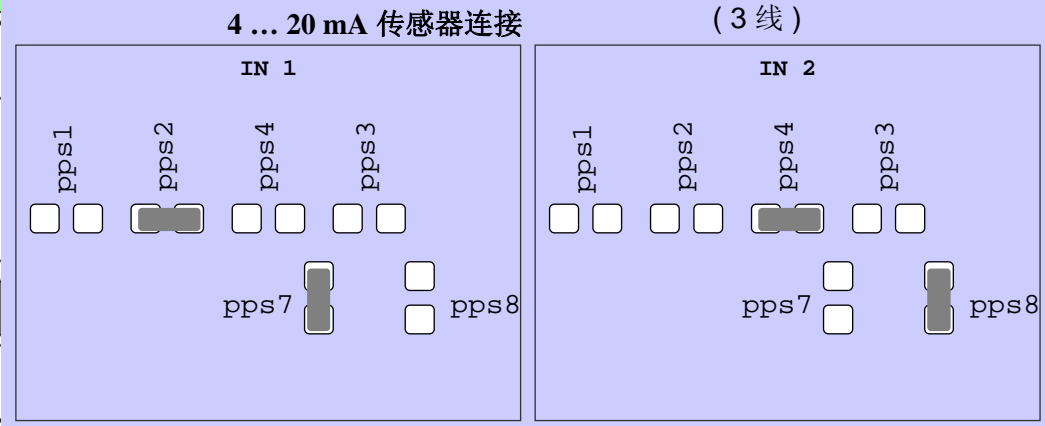 4 … 20 mA 传感器连接 (3线)
IN 1
pps1 pps2 pps4 pps3
pps7 pps8
IN 2
pps1 pps2 pps4 pps3
pps7 pps8